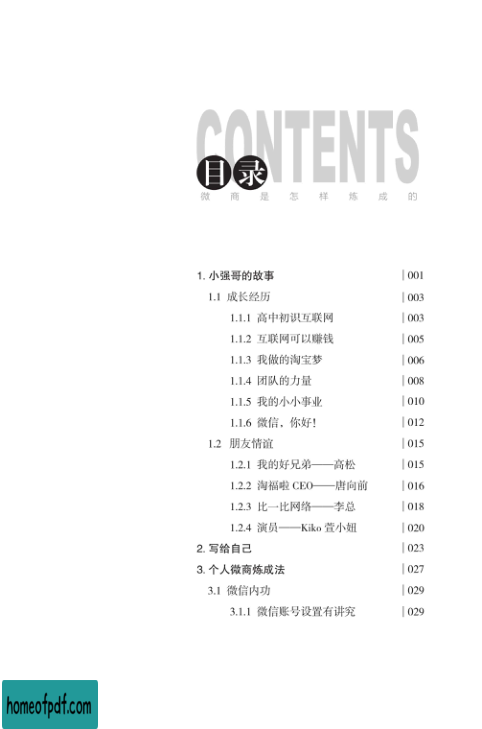 CONTENTS
目录
微商是怎样炼成的
1. 小强哥的故事 001
1.1 成长经历 003
1.1.1 高中初识互联网 003
1.1.2 互联网可以赚钱 005
1.1.3 我做的淘宝梦 006
1.1.4 团队的力量 008
1.1.5 我的小小事业 010
1.1.6 微信，你好！ 012
1.2 朋友情谊 015
1.2.1 我的好兄弟——高松 015
1.2.2 淘福啦 CEO——唐向前 016
1.2.3 比一比网络——李总 018
1.2.4 演员——Kiko 萱小妞 020
2. 写给自己 023
3. 个人微商炼成法 027
3.1 微信内功 029
3.1.1 微信账号设置有讲究 029
homeofpdf.com